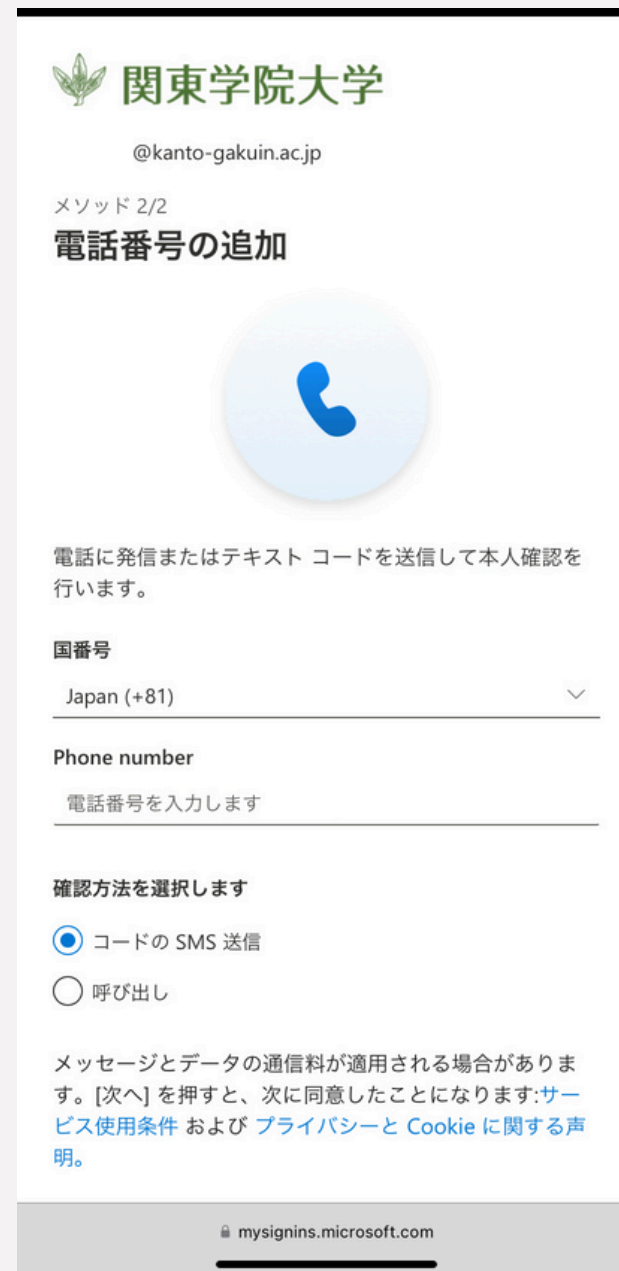 関東学院大学
@kanto-gakuin.ac.jp
メソッド 2/2
電話番号の追加
電話に発信またはテキスト コードを送信して本人確認を
行います。
国番号
Japan (+81)
Phone number
電話番号を入力します
確認方法を選択します
コードの SMS 送信
呼び出し
メッセージとデータの通信料が適用される場合がありま
す。[次へ] を押すと、次に同意したことになります:サー
ビス使用条件 および プライバシーと Cookie に関する声
明。
mysignins.microsoft.com